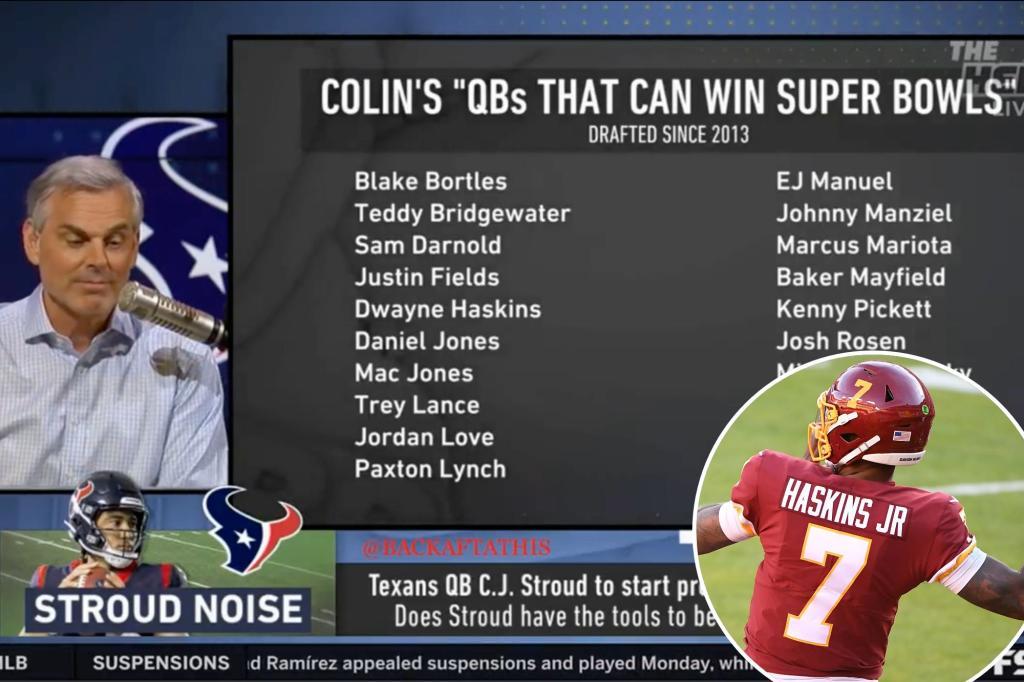 THE
LIV
COLIN'S "QBs THAT CAN WIN SUPER BOWLS"
DRAFTED SINCE 2013
Blake Bortles
Teddy Bridgewater
Sam Darnold
Justin Fields
Dwayne Haskins
Daniel Jones
Mac Jones
Trey Lance
Jordan Love
Paxton Lynch
EJ Manuel
Johnny Manziel
Marcus Mariota
Baker Mayfield
Kenny Pickett
Josh Rosen
7
HASKINS JR
7
@BACKAFTATHIS
Texans QB C.J. Stroud to start
Does Stroud have the tools to be
STROUD NOISE
SUSPENSIONS
Ramírez appealed suspensions and played Monday,